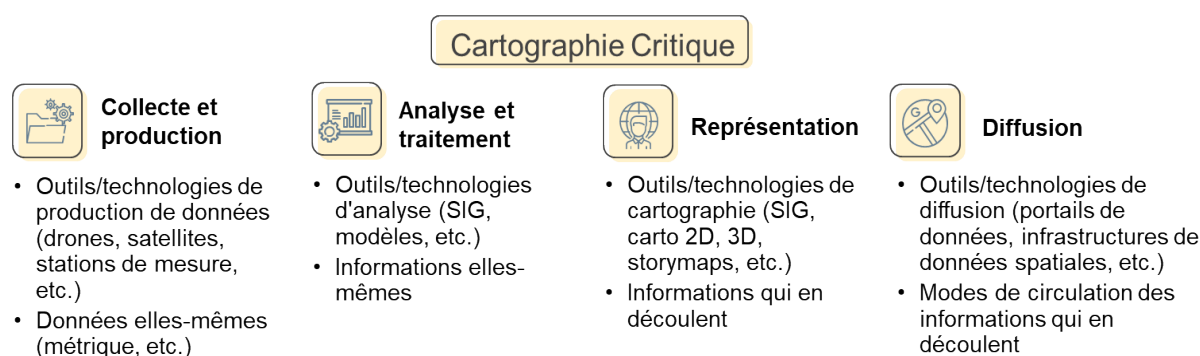 Cartographie Critique
Collecte et
production
• Outils/technologies de
production de données
(drones, satellites,
stations de mesure,
etc.)
• Données elles-mêmes
(métrique, etc.)
Analyse et
traitement
• Outils/technologies
d'analyse (SIG,
modèles, etc.)
• Informations elles-
mêmes
Représentation
• Outils/technologies de
cartographie (SIG,
carto 2D, 3D,
storymaps, etc.)
• Informations qui en
découlent
G
Diffusion
• Outils/technologies de
diffusion (portails de
données, infrastructures de
données spatiales, etc.)
• Modes de circulation des
informations qui en
découlent